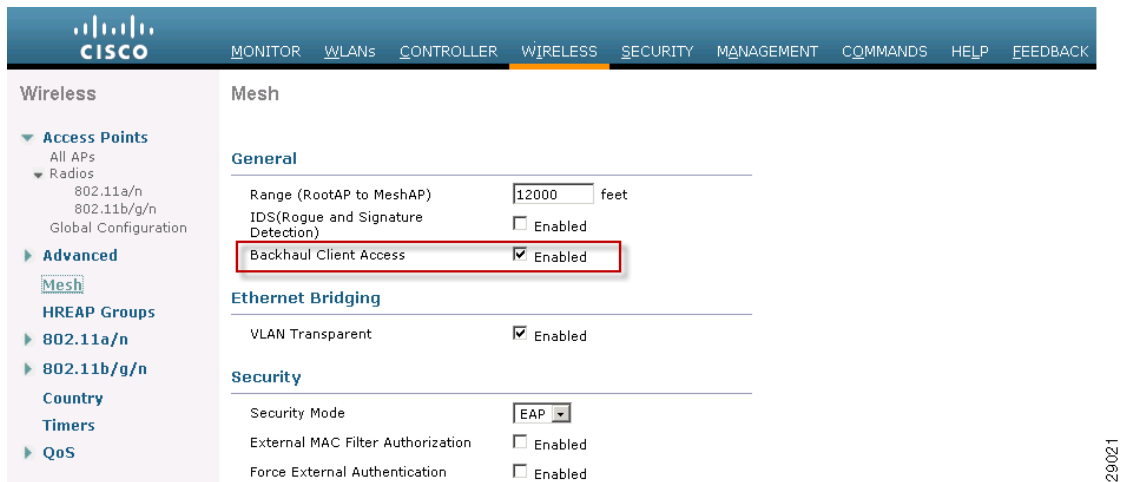 CISCO
MONITOR WLANs CONTROLLER WIRELESS SECURITY MANAGEMENT COMMANDS HELP FEEDBACK
Wireless
Access Points
All APs
Radios
802.11a/n
802.11b/g/n
Global Configuration
Advanced
Mesh
HREAP Groups
802.11a/n
802.11b/g/n
Country
Timers
QoS
Mesh
General
Range (RootAP to MeshAP) 12000 feet
IDS(Rogue and Signature
Detection) Enabled
Backhaul Client Access Enabled
Ethernet Bridging
VLAN Transparent Enabled
Security
Security Mode EAP
External MAC Filter Authorization Enabled
Force External Authentication Enabled
29021